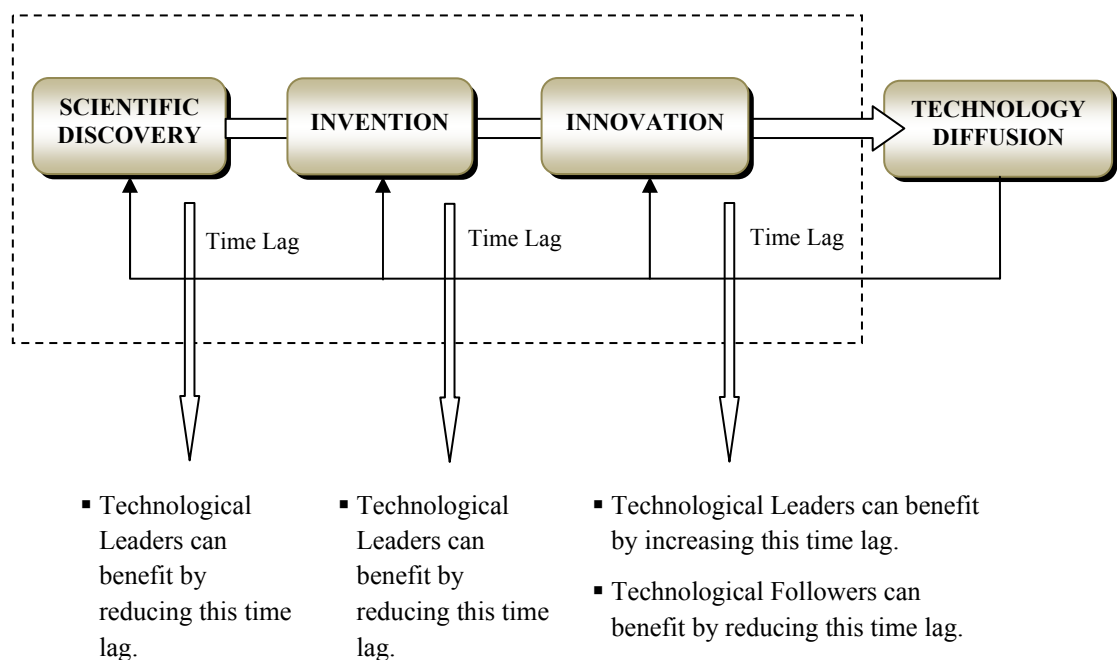 SCIENTIFIC
DISCOVERY
INVENTION
INNOVATION
TECHNOLOGY
DIFFUSION
Time Lag
Time Lag
Time Lag
▪ Technological
Leaders can
benefit by
reducing this time
lag.
▪ Technological
Leaders can
benefit by
reducing this time
lag.
▪ Technological Leaders can benefit
by increasing this time lag.
▪ Technological Followers can
benefit by reducing this time lag.